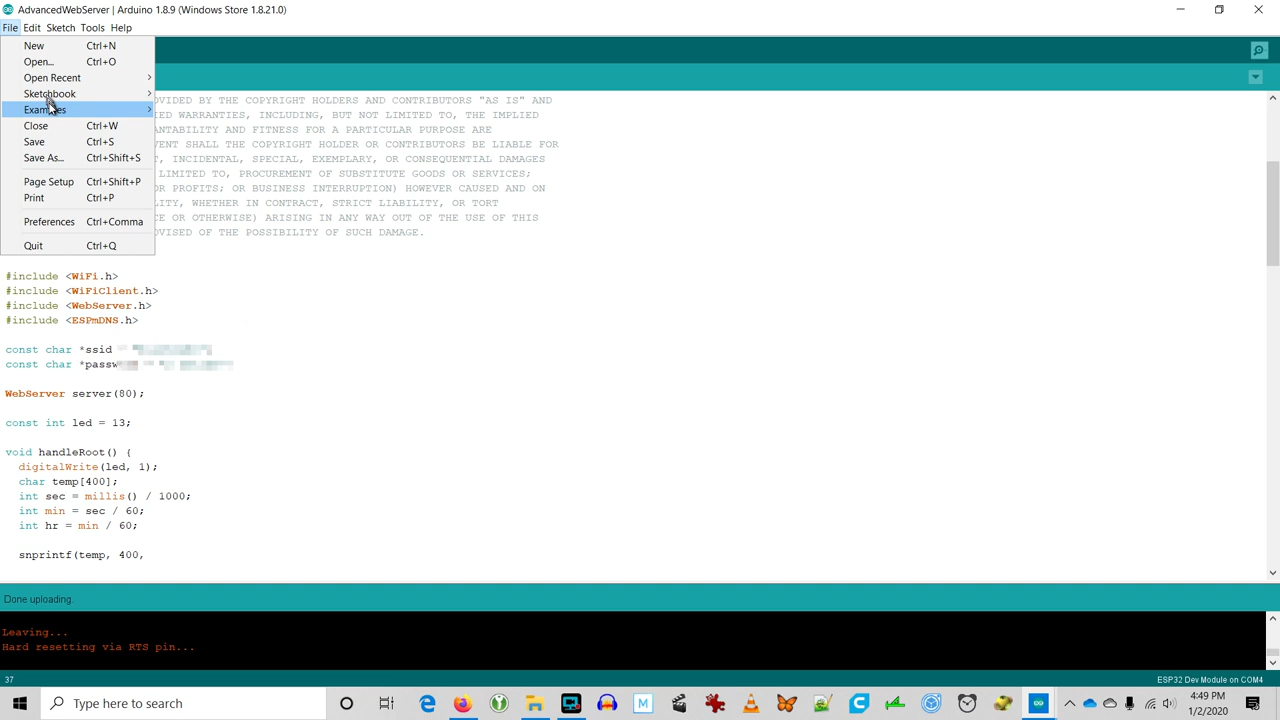 AdvancedWebServer | Arduino 1.8.9 (Windows Store 1.8.21.0)
File Edit Sketch Tools Help
New Ctrl+N
Open... Ctrl+O
Open Recent
Sketchbook
Examples
Close Ctrl+W
Save Ctrl+S
Save As... Ctrl+Shift+S
Page Setup Ctrl+Shift+P
Print Ctrl+P
Preferences Ctrl+Comma
Quit Ctrl+Q
OVIDED BY THE COPYRIGHT HOLDERS AND CONTRIBUTORS "AS IS" AND
ED WARRANTIES, INCLUDING, BUT NOT LIMITED TO, THE IMPLIED
ANTABILITY AND FITNESS FOR A PARTICULAR PURPOSE ARE
VENT SHALL THE COPYRIGHT HOLDER OR CONTRIBUTORS BE LIABLE FOR
T, INCIDENTAL, SPECIAL, EXEMPLARY, OR CONSEQUENTIAL DAMAGES
LIMITED TO, PROCUREMENT OF SUBSTITUTE GOODS OR SERVICES;
OR PROFITS; OR BUSINESS INTERRUPTION) HOWEVER CAUSED AND ON
LITY, WHETHER IN CONTRACT, STRICT LIABILITY, OR TORT
CE OR OTHERWISE) ARISING IN ANY WAY OUT OF THE USE OF THIS
OVISED OF THE POSSIBILITY OF SUCH DAMAGE.
#include <WiFi.h>
#include <WiFiClient.h>
#include <WebServer.h>
#include <ESPmDNS.h>
const char *ssid
const char *passw
WebServer server(80);
const int led = 13;
void handleRoot() {
digitalWrite(led, 1);
char temp[400];
int sec = millis() / 1000;
int min = sec / 60;
int hr = min / 60;
snprintf(temp, 400,
Done uploading.
Leaving...
Hard resetting via RTS pin...
37 ESP32 Dev Module on COM4
Type here to search
4:49 PM
1/2/2020